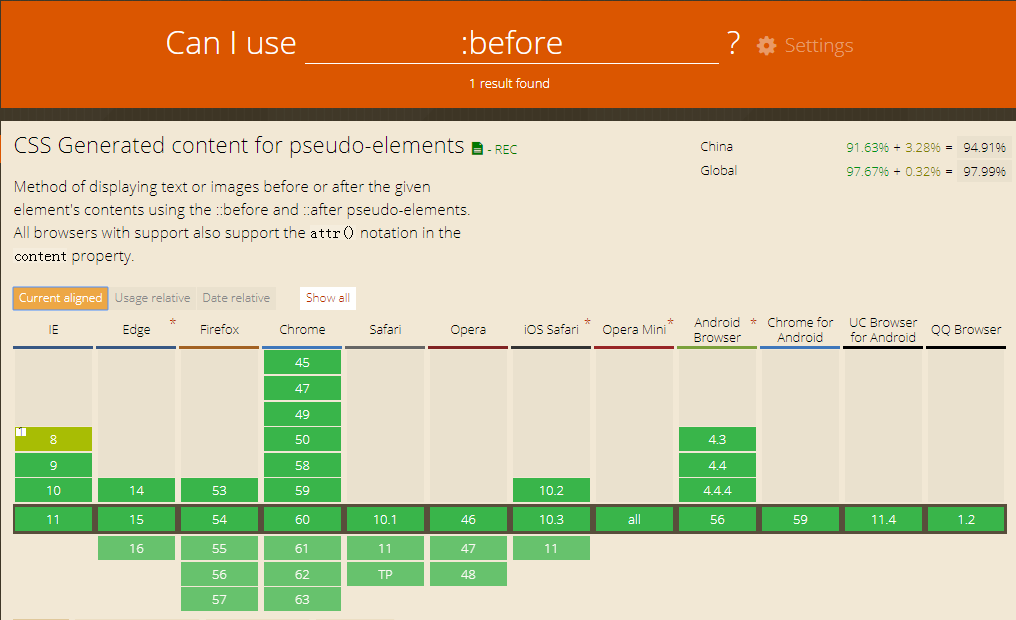 Can I use :before ? Settings
1 result found
CSS Generated content for pseudo-elements - REC
China 91.63% + 3.28% = 94.91%
Global 97.67% + 0.32% = 97.99%
Method of displaying text or images before or after the given
element's contents using the ::before and ::after pseudo-elements.
All browsers with support also support the attr() notation in the
content property.
Current aligned Usage relative Date relative Show all
IE Edge * Firefox Chrome Safari Opera iOS Safari * Opera Mini * Android Browser * Chrome for Android UC Browser for Android QQ Browser
45
47
49
8 50 4.3
9 58 4.4
10 14 53 59 10.2 4.4.4
11 15 54 60 10.1 46 10.3 all 56 59 11.4 1.2
16 55 61 11 47 11
56 62 TP 48
57 63